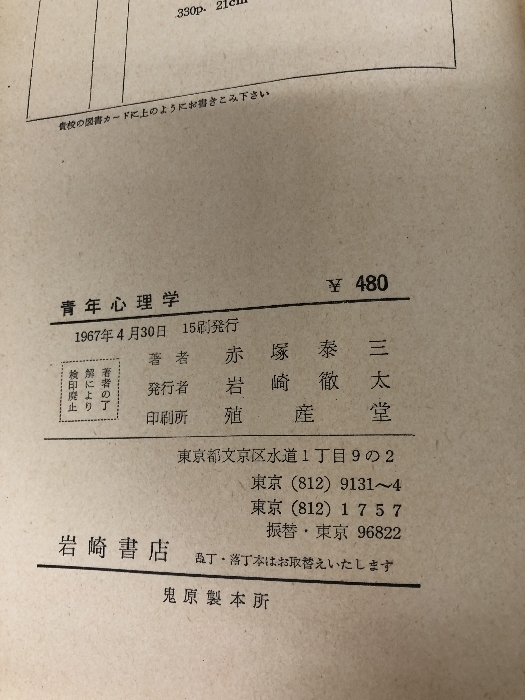 330p. 21cm
貴校の図書カードに上のようにお書きこみ下さい
青年心理学 ¥ 480
1967年4月30日 15刷発行
著者の了
解により
検印廃止
著者 赤塚泰三
発行者 岩崎徹太
印刷所 殖産堂
東京都文京区水道1丁目9の2
東京 (812) 9131〜4
東京 (812) 1757
振替・東京 96822
岩崎書店 乱丁・落丁本はお取替えいたします
鬼原製本所